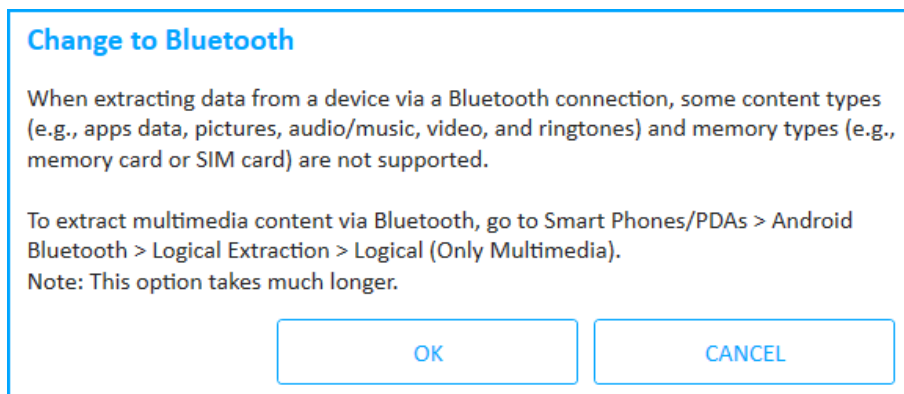 Change to Bluetooth
When extracting data from a device via a Bluetooth connection, some content types
(e.g., apps data, pictures, audio/music, video, and ringtones) and memory types (e.g.,
memory card or SIM card) are not supported.
To extract multimedia content via Bluetooth, go to Smart Phones/PDAs > Android
Bluetooth > Logical Extraction > Logical (Only Multimedia).
Note: This option takes much longer.
OK
CANCEL